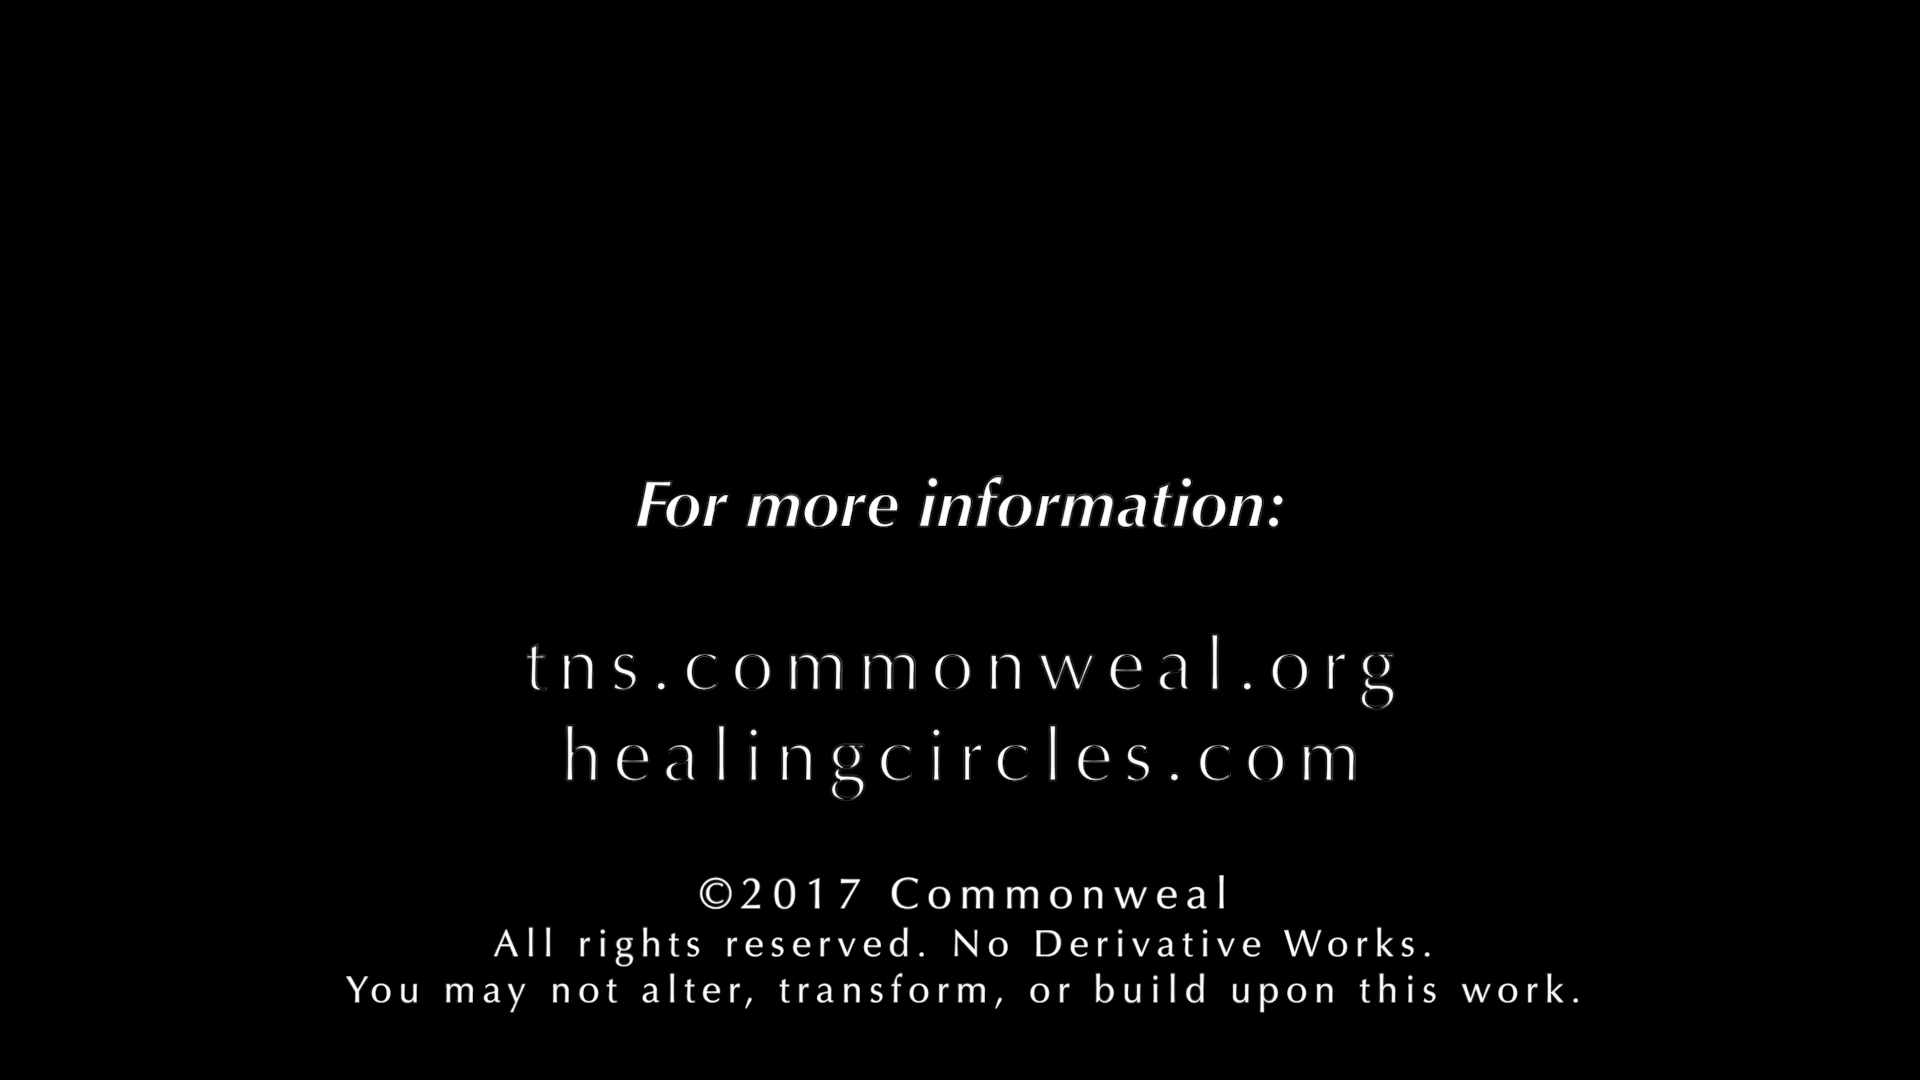 For more information:
tns.commonweal.org
healingcircles.com
©2017 Commonweal
All rights reserved. No Derivative Works.
You may not alter, transform, or build upon this work.